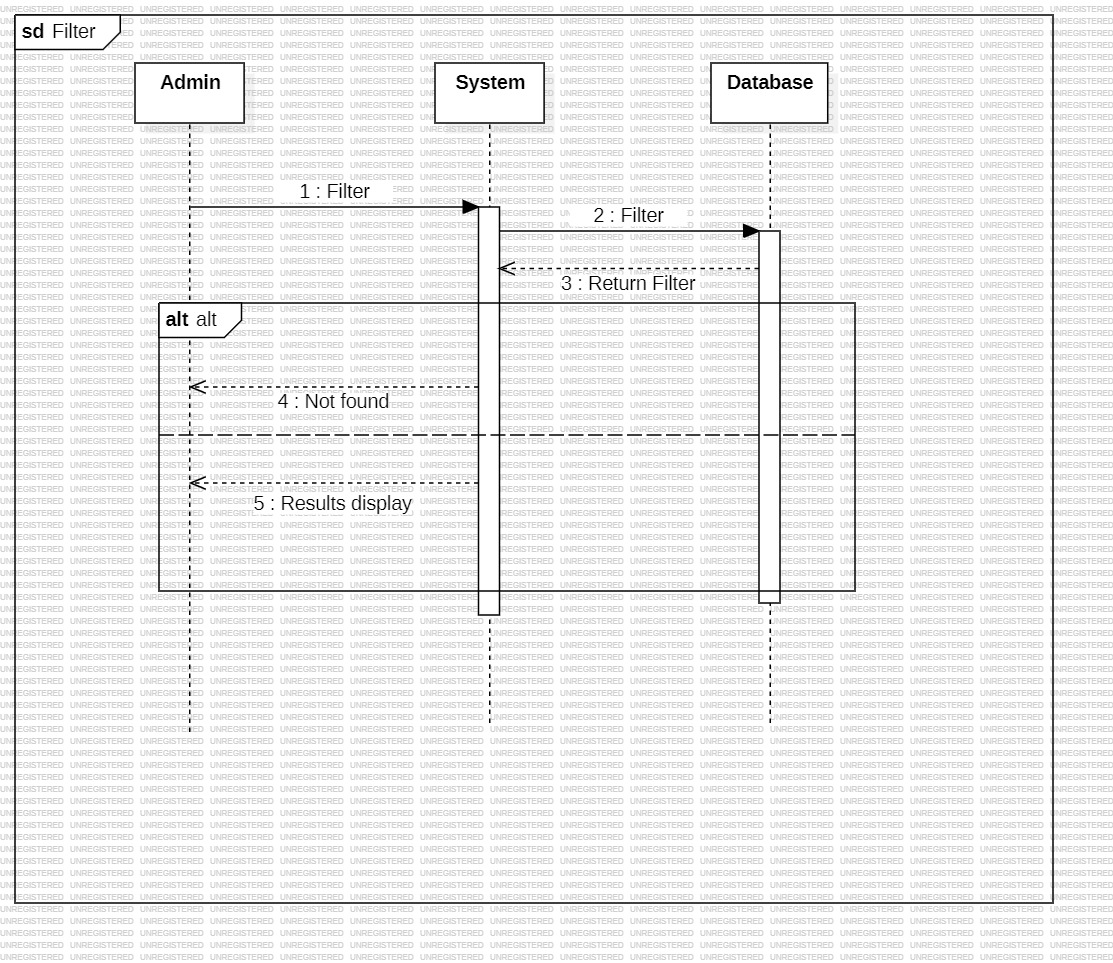 sd Filter
Admin
System
Database
1 : Filter
2 : Filter
3 : Return Filter
alt alt
4 : Not found
5 : Results display
UNREGISTERED